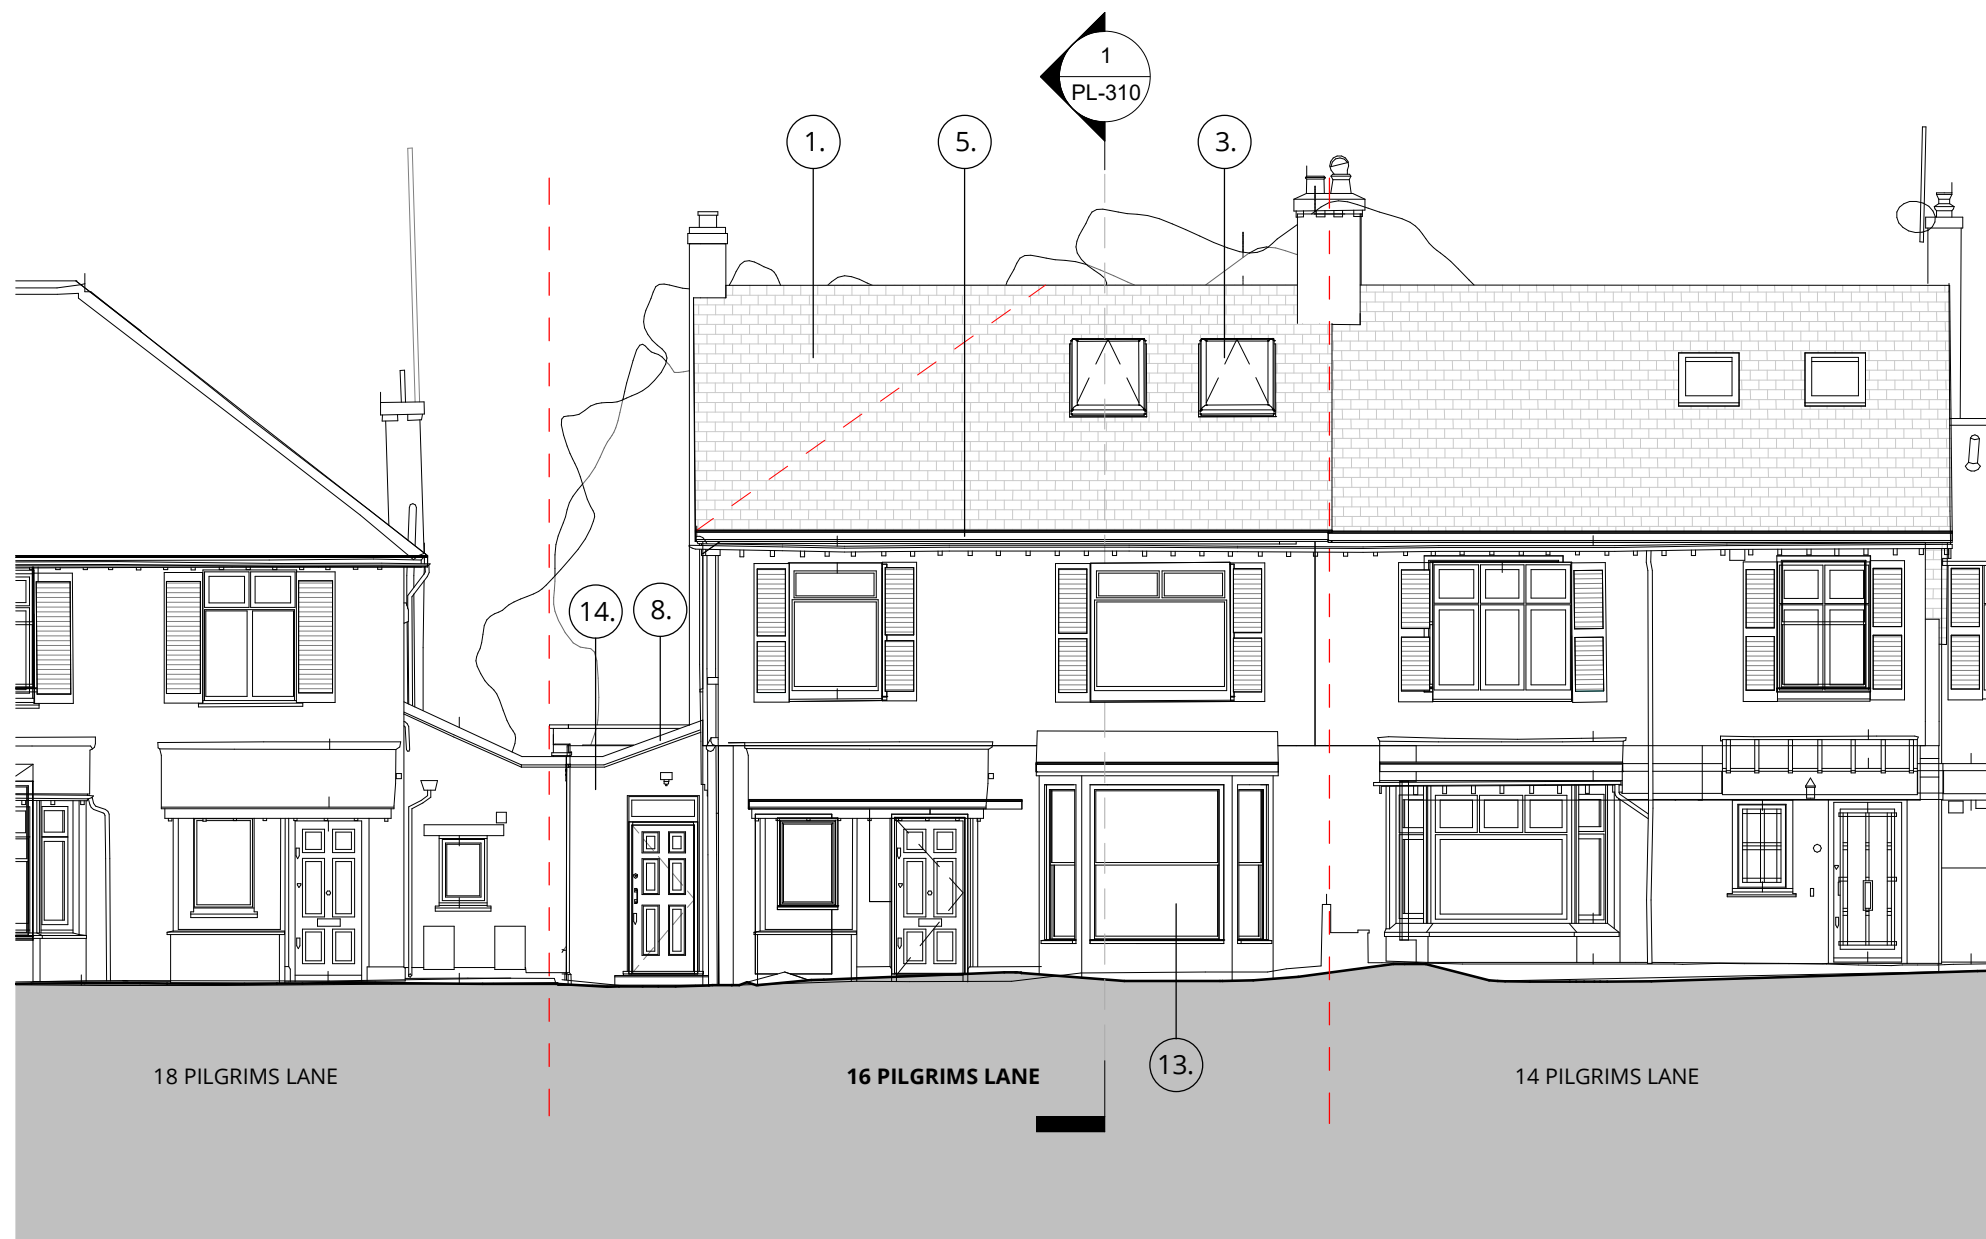 1
PL-310
1.
5.
3.
14.
8.
13.
18 PILGRIMS LANE
16 PILGRIMS LANE
14 PILGRIMS LANE